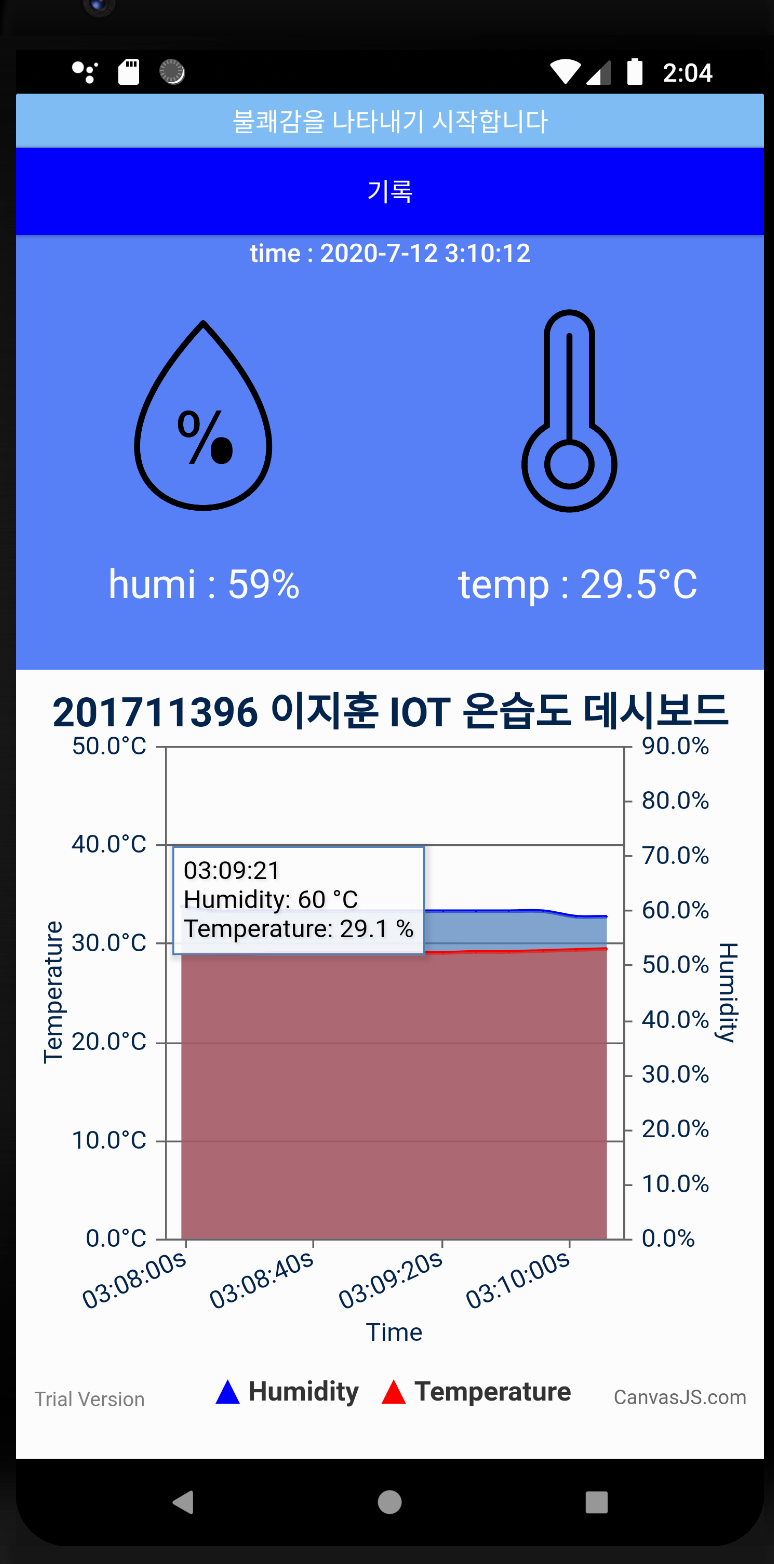 2:04
불쾌감을 나타내기 시작합니다
기록
time : 2020-7-12 3:10:12
%
humi : 59%
temp : 29.5°C
201711396 이지훈 IOT 온습도 데시보드
50.0°C
40.0°C
30.0°C
20.0°C
10.0°C
0.0°C
Temperature
03:09:21
Humidity: 60 °C
Temperature: 29.1 %
90.0%
80.0%
70.0%
60.0%
50.0%
40.0%
30.0%
20.0%
10.0%
0.0%
Humidity
03:08:00s
03:08:40s
03:09:20s
03:10:00s
Time
Humidity
Temperature
Trial Version
CanvasJS.com